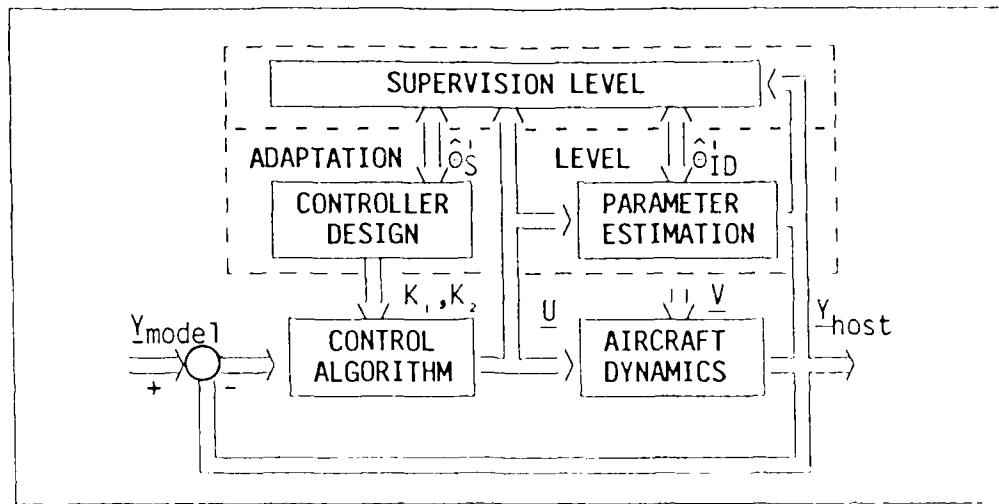 SUPERVISION LEVEL
ADAPTATION
Θ̂'S
LEVEL
Θ̂'ID
CONTROLLER
DESIGN
PARAMETER
ESTIMATION
K₁,K₂
U
V
Ymodel
Yhost
+
-
CONTROL
ALGORITHM
AIRCRAFT
DYNAMICS